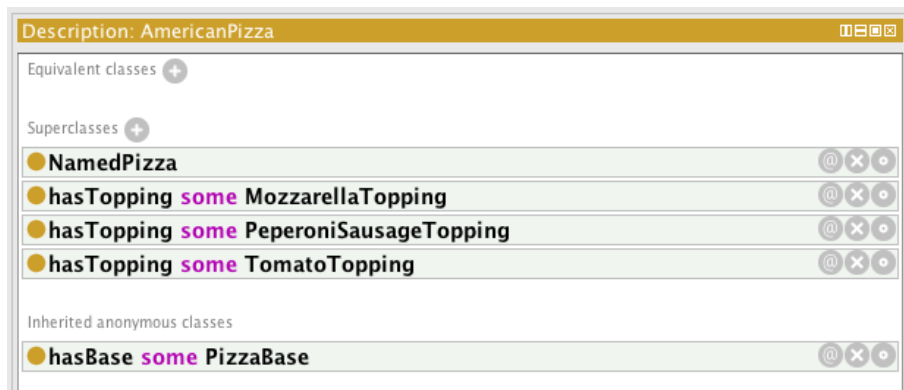 Description: AmericanPizza
Equivalent classes
Superclasses
NamedPizza
hasTopping some MozzarellaTopping
hasTopping some PeperoniSausageTopping
hasTopping some TomatoTopping
Inherited anonymous classes
hasBase some PizzaBase